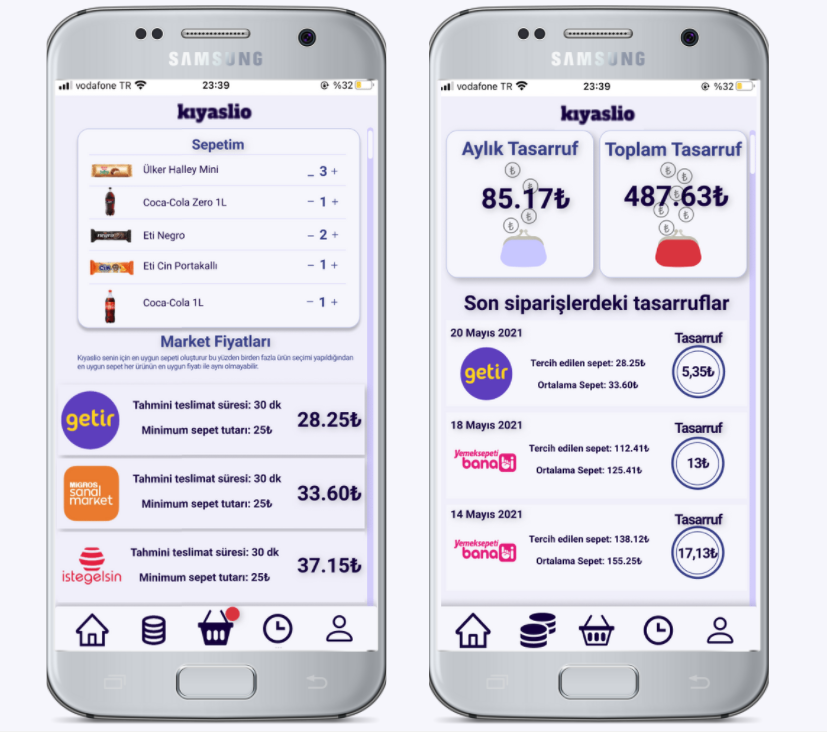 SAMSUNG
vodafone TR 23:39 %32
kıyaslio
Sepetim
Ülker Halley Mini _ 3 +
Coca-Cola Zero 1L – 1 +
Eti Negro – 2 +
Eti Cin Portakallı – 1 +
Coca-Cola 1L – 1 +
Market Fiyatları
Kıyaslio senin için en uygun sepeti oluşturur bu yüzden birden fazla ürün seçimi yapıldığından
en uygun sepet her ürünün en uygun fiyatı ile aynı olmayabilir.
getir
Tahmini teslimat süresi: 30 dk
Minimum sepet tutarı: 25₺
28.25₺
MİGROS
sanal
market
Tahmini teslimat süresi: 30 dk
Minimum sepet tutarı: 25₺
33.60₺
istegelsin
Tahmini teslimat süresi: 30 dk
Minimum sepet tutarı: 25₺
37.15₺
SAMSUNG
vodafone TR 23:39 %32
kıyaslio
Aylık Tasarruf
85.17₺
Toplam Tasarruf
487.63₺
Son siparişlerdeki tasarruflar
20 Mayıs 2021
getir
Tercih edilen sepet: 28.25₺
Ortalama Sepet: 33.60₺
Tasarruf
5,35₺
18 Mayıs 2021
Yemeksepeti
banabi
Tercih edilen sepet: 112.41₺
Ortalama Sepet: 125.41₺
Tasarruf
13₺
14 Mayıs 2021
Yemeksepeti
banabi
Tercih edilen sepet: 138.12₺
Ortalama Sepet: 155.25₺
Tasarruf
17,13₺